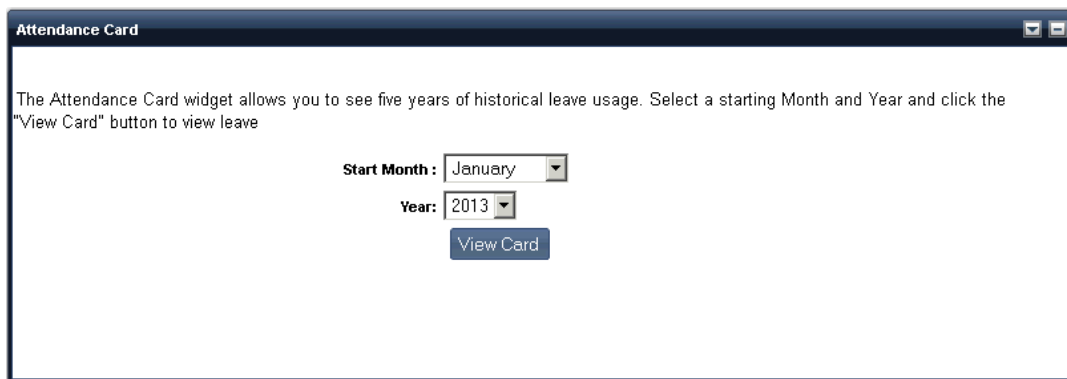 Attendance Card
The Attendance Card widget allows you to see five years of historical leave usage. Select a starting Month and Year and click the
"View Card" button to view leave
Start Month : January
Year: 2013
View Card